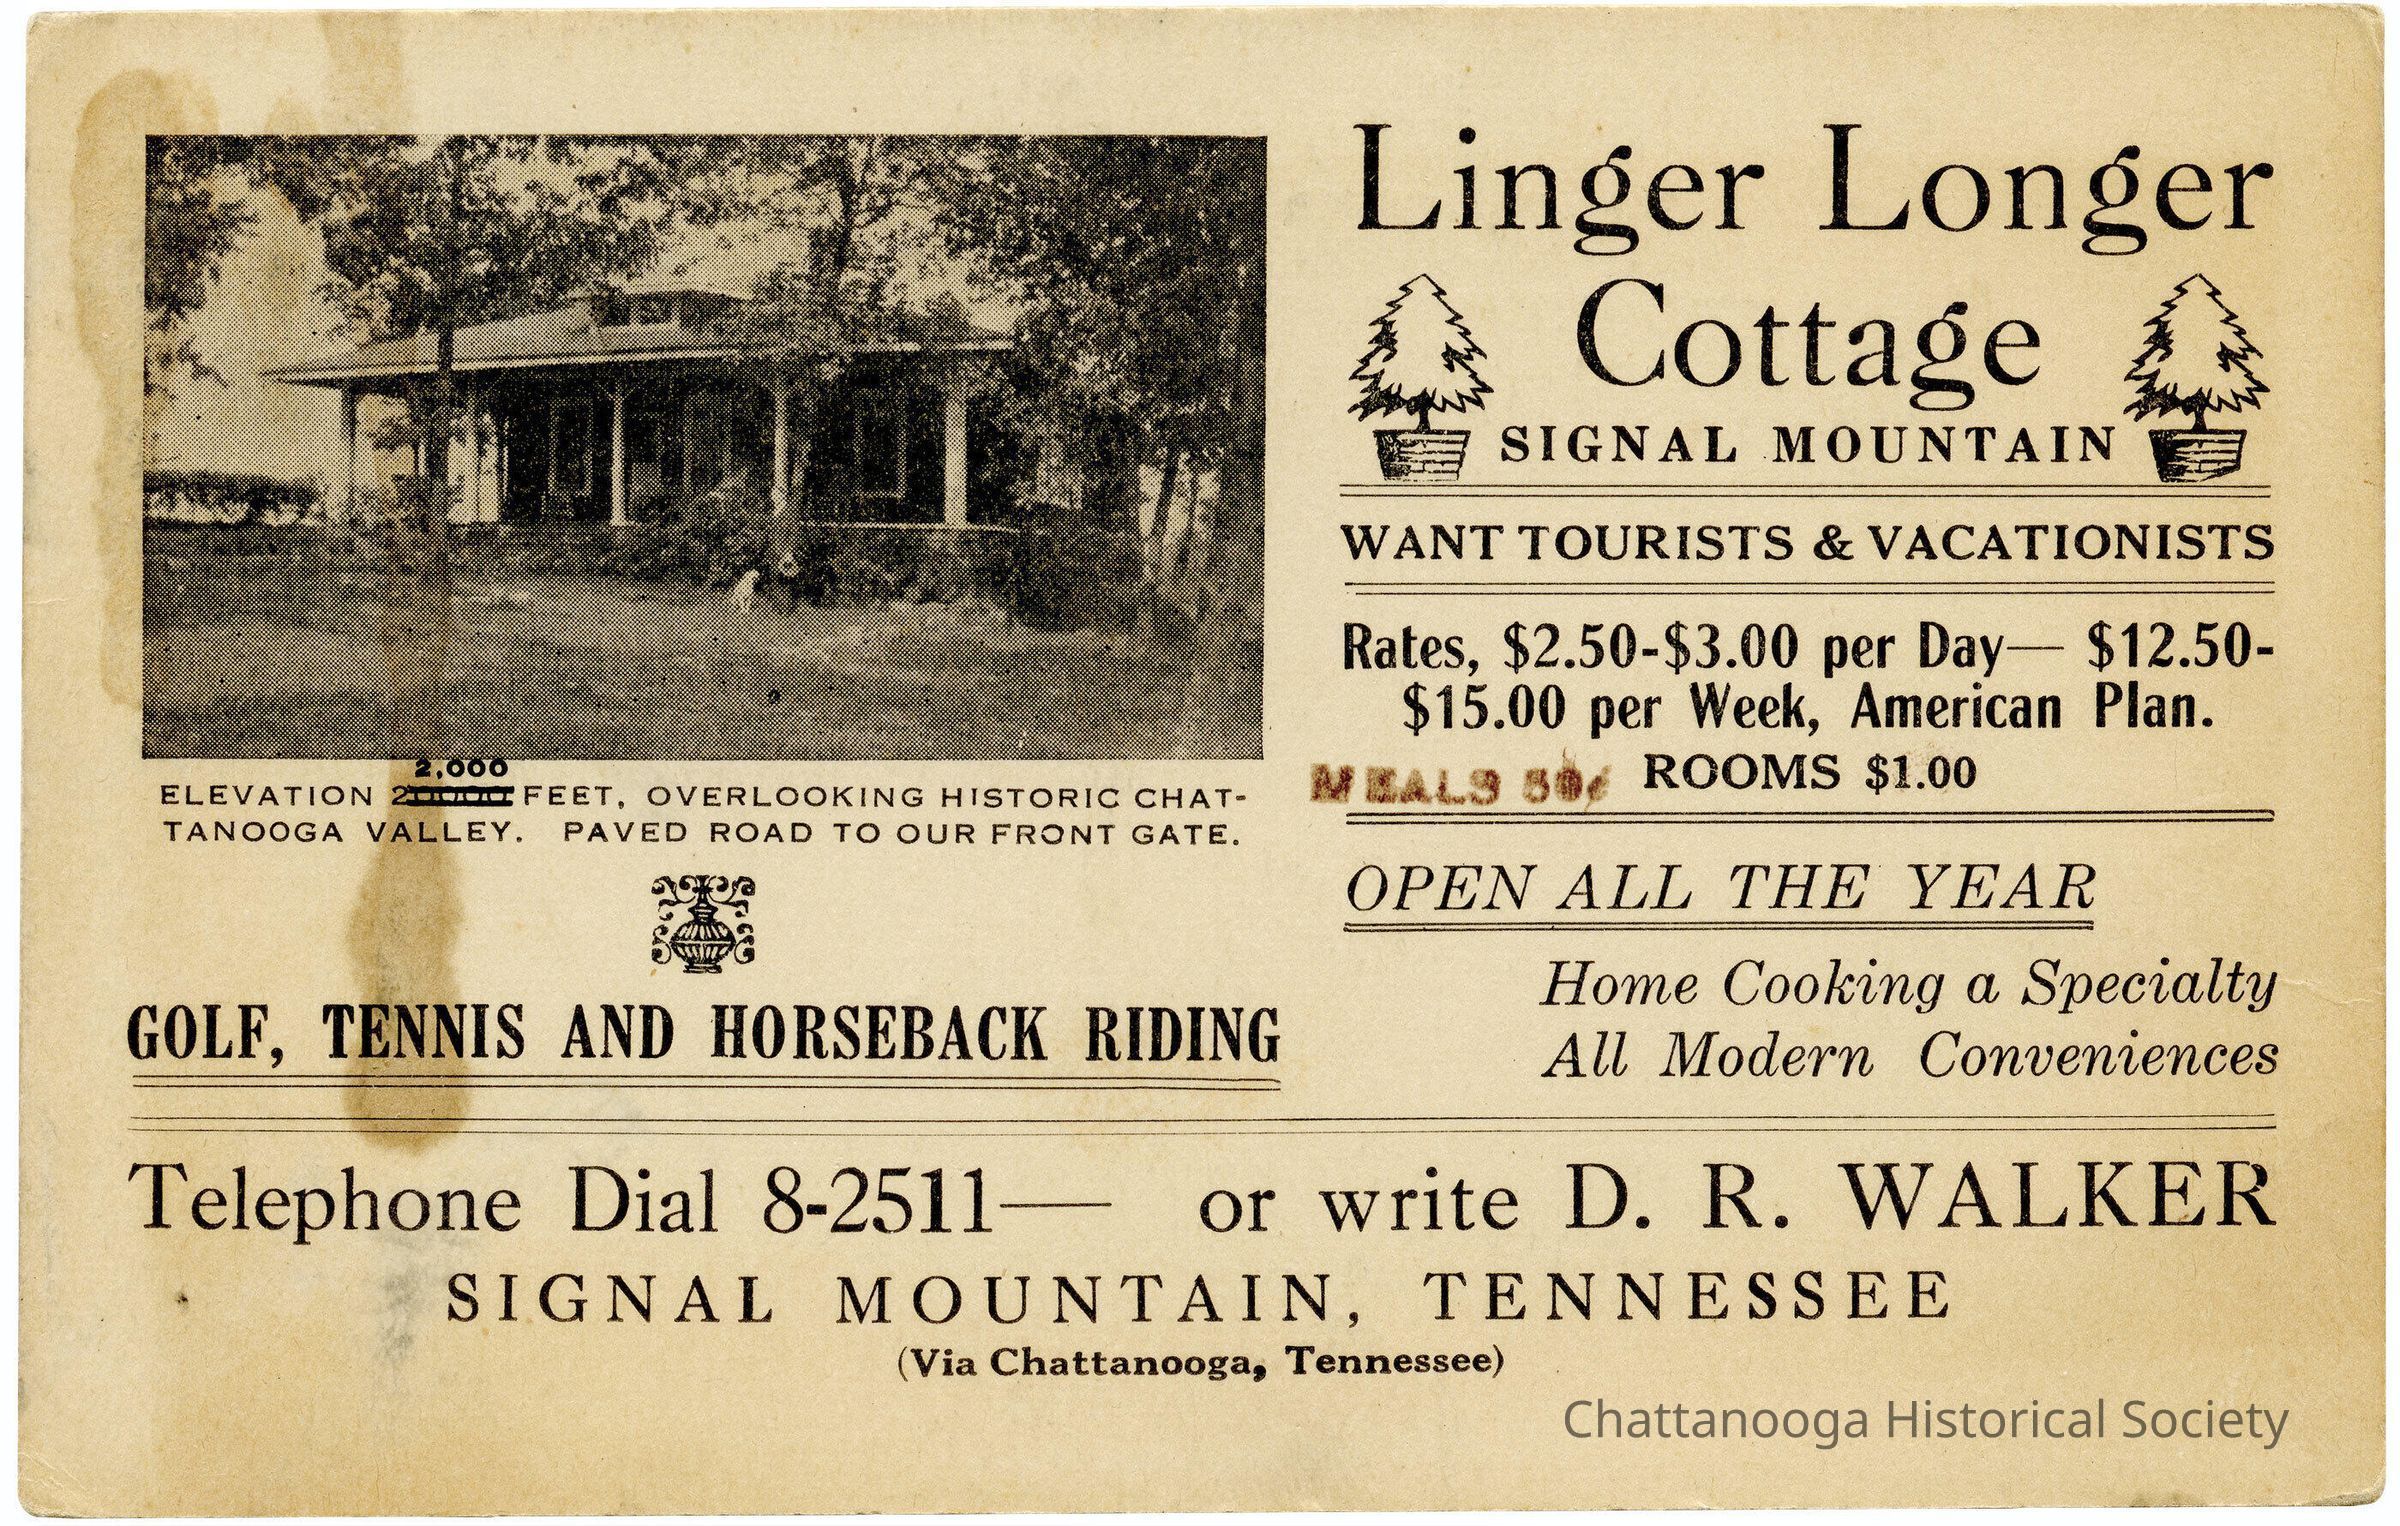 Linger Longer
Cottage
SIGNAL MOUNTAIN
WANT TOURISTS & VACATIONISTS
Rates, $2.50-$3.00 per Day— $12.50-
$15.00 per Week, American Plan.
MEALS 50¢ ROOMS $1.00
OPEN ALL THE YEAR
Home Cooking a Specialty
All Modern Conveniences
2,000
ELEVATION 20000 FEET, OVERLOOKING HISTORIC CHAT-
TANOOGA VALLEY. PAVED ROAD TO OUR FRONT GATE.
GOLF, TENNIS AND HORSEBACK RIDING
Telephone Dial 8-2511— or write D. R. WALKER
SIGNAL MOUNTAIN, TENNESSEE
(Via Chattanooga, Tennessee)
Chattanooga Historical Society